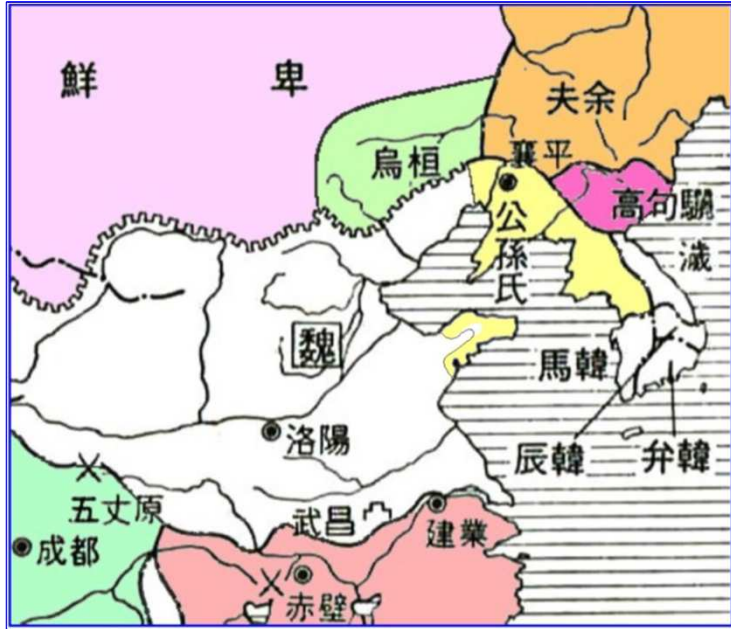 鮮卑
夫余
烏桓
襄平
高句驪
公孫氏
濊
魏
馬韓
洛陽
辰韓
弁韓
五丈原
武昌
建業
成都
赤壁